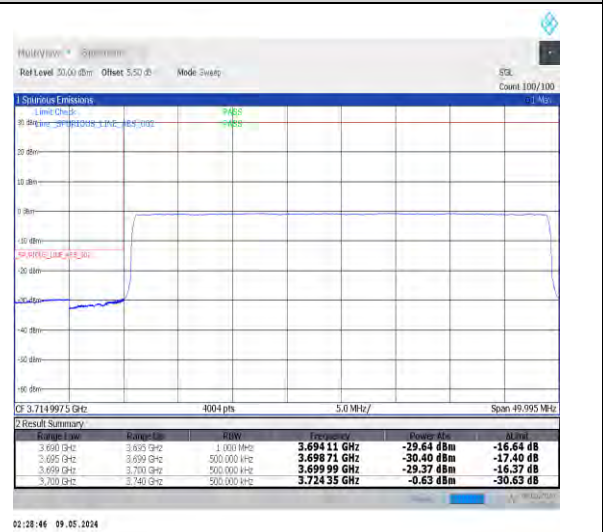 MultiView Spectrum
Ref Level 30.00 dBm Offset 5.50 dB Mode Sweep SGL
Count 100/100
1 Spurious Emissions 1 Max
Limit Check PASS
30 dBm Line _SPURIOUS_LINE_ABS_001 PASS
20 dBm
10 dBm
0 dBm
-10 dBm
_SPURIOUS_LINE_ABS_001
-20 dBm
-30 dBm
-40 dBm
-50 dBm
-60 dBm
CF 3.7149975 GHz 4004 pts 5.0 MHz/ Span 49.995 MHz
2 Result Summary
Range Low Range Up RBW Frequency Power Abs ΔLimit
3.690 GHz 3.695 GHz 1.000 MHz 3.694 11 GHz -29.64 dBm -16.64 dB
3.695 GHz 3.699 GHz 500.000 kHz 3.698 71 GHz -30.40 dBm -17.40 dB
3.699 GHz 3.700 GHz 500.000 kHz 3.699 99 GHz -29.37 dBm -16.37 dB
3.700 GHz 3.740 GHz 500.000 kHz 3.724 35 GHz -0.63 dBm -30.63 dB
02:28:46 09.05.2024